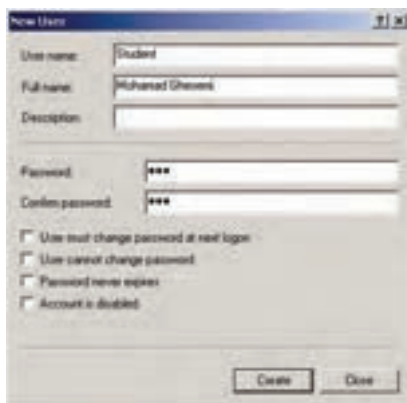 New User
User name: Student
Full name: Mohamad
Description:
Password: •••
Confirm password: •••
User must change password at next logon
User cannot change password
Password never expires
Account is disabled
Create Close